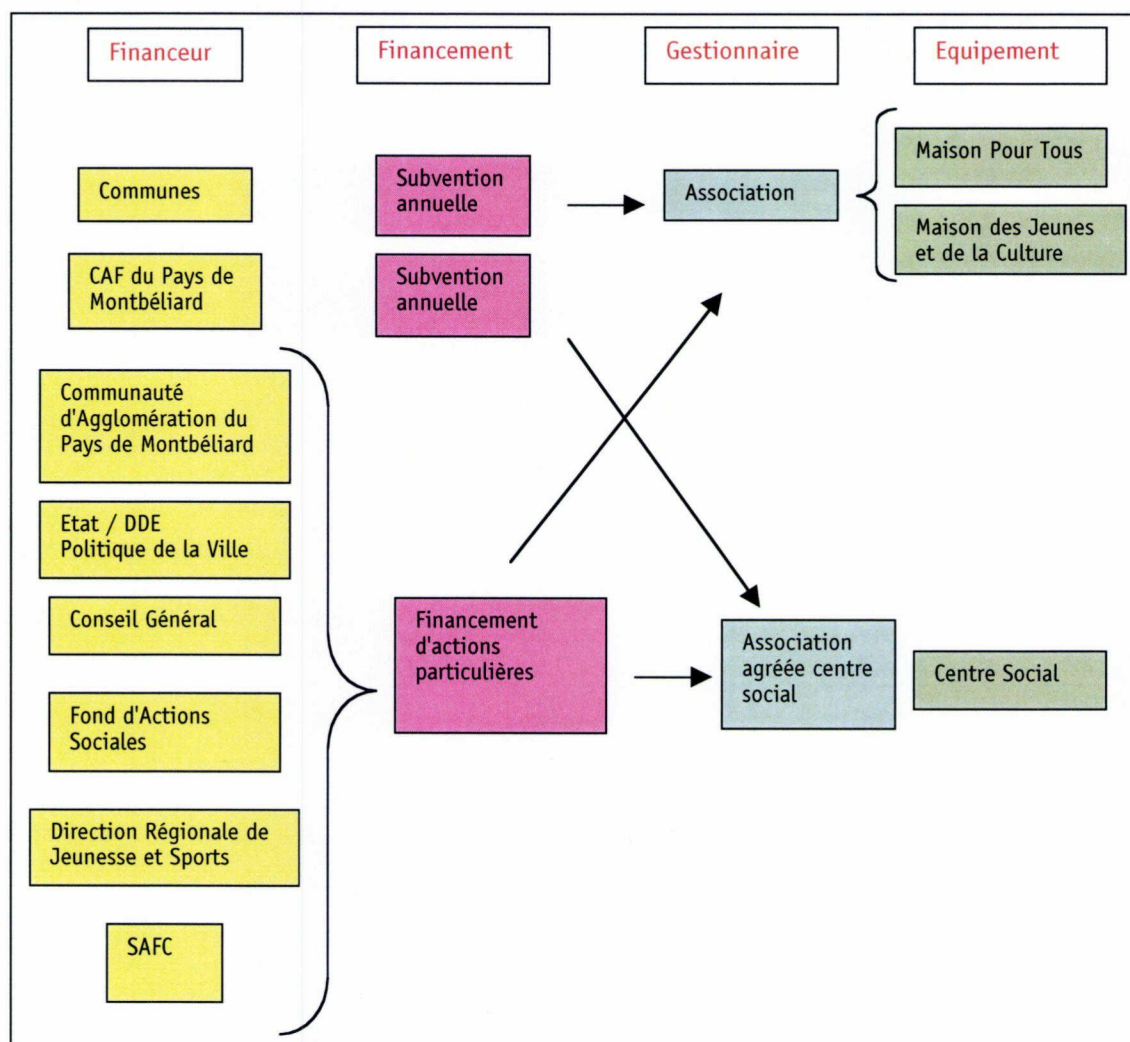 Financeur
Financement
Gestionnaire
Equipement
Communes
Subvention
annuelle
Association
Maison Pour Tous
Maison des Jeunes
et de la Culture
CAF du Pays de
Montbéliard
Subvention
annuelle
Communauté
d'Agglomération du
Pays de Montbéliard
Etat / DDE
Politique de la Ville
Conseil Général
Fond d'Actions
Sociales
Direction Régionale de
Jeunesse et Sports
SAFC
Financement
d'actions
particulières
Association
agréée centre
social
Centre Social